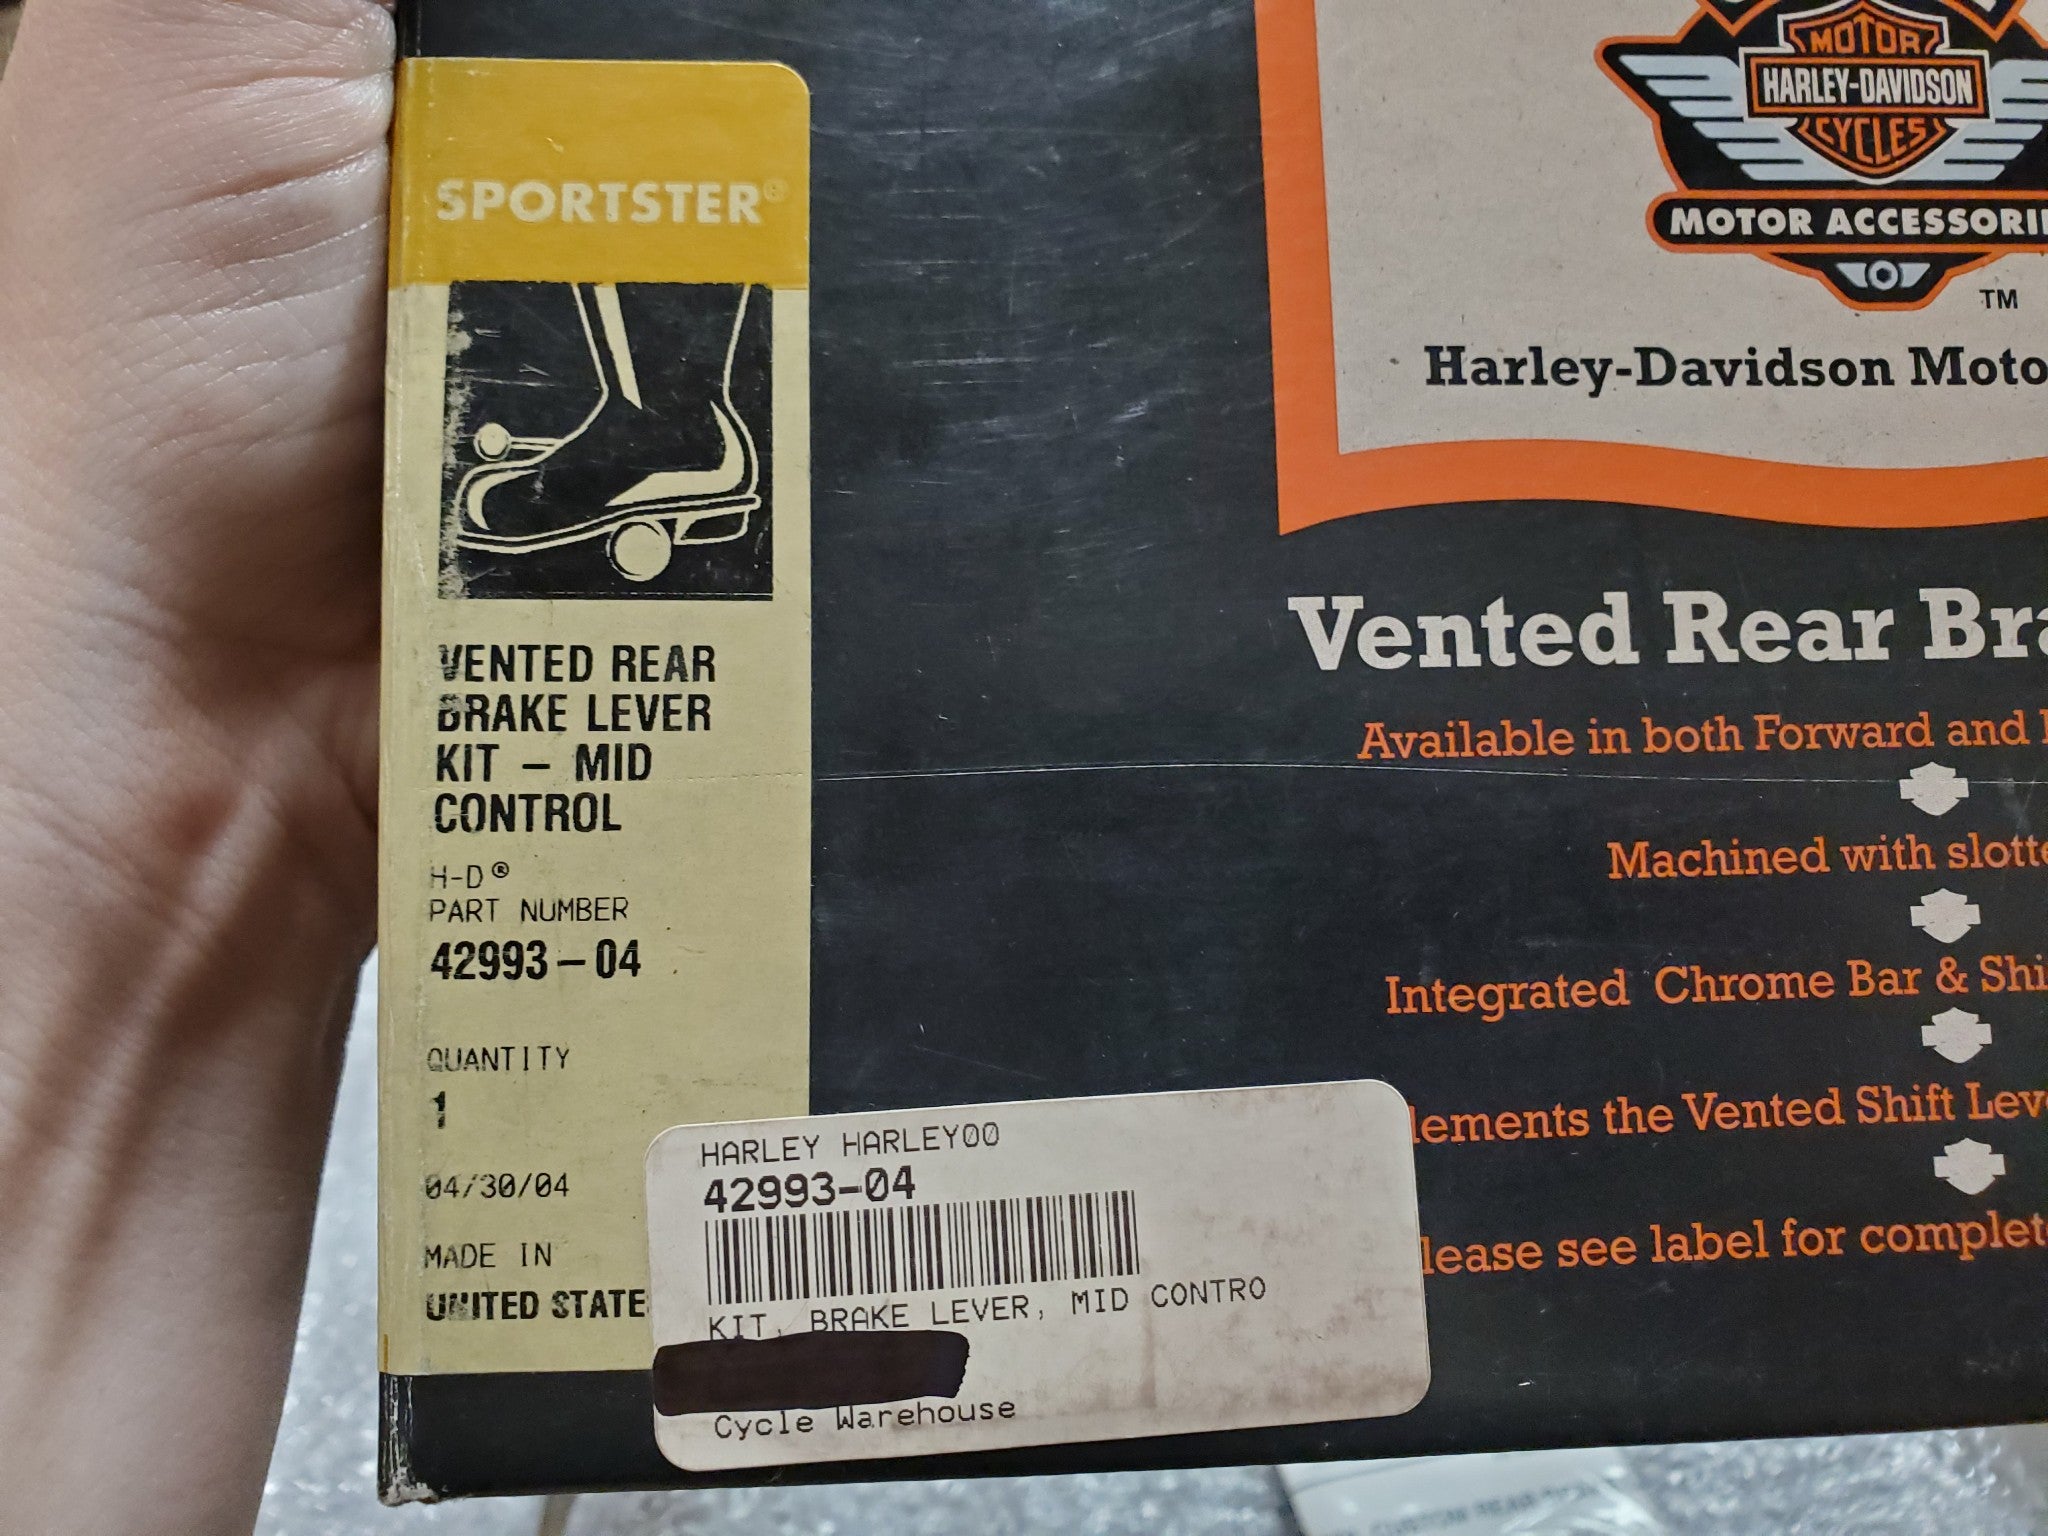 SPORTSTER®
VENTED REAR
BRAKE LEVER
KIT – MID
CONTROL
H-D®
PART NUMBER
42993-04
QUANTITY
1
04/30/04
MADE IN
UNITED STATE
MOTOR
HARLEY-DAVIDSON
CYCLES
MOTOR ACCESSORI
TM
Harley-Davidson Moto
Vented Rear Bra
Available in both Forward and
Machined with slotte
Integrated Chrome Bar & Shi
lements the Vented Shift Leve
lease see label for complet
HARLEY HARLEY00
42993-04
KIT, BRAKE LEVER, MID CONTRO
Cycle Warehouse